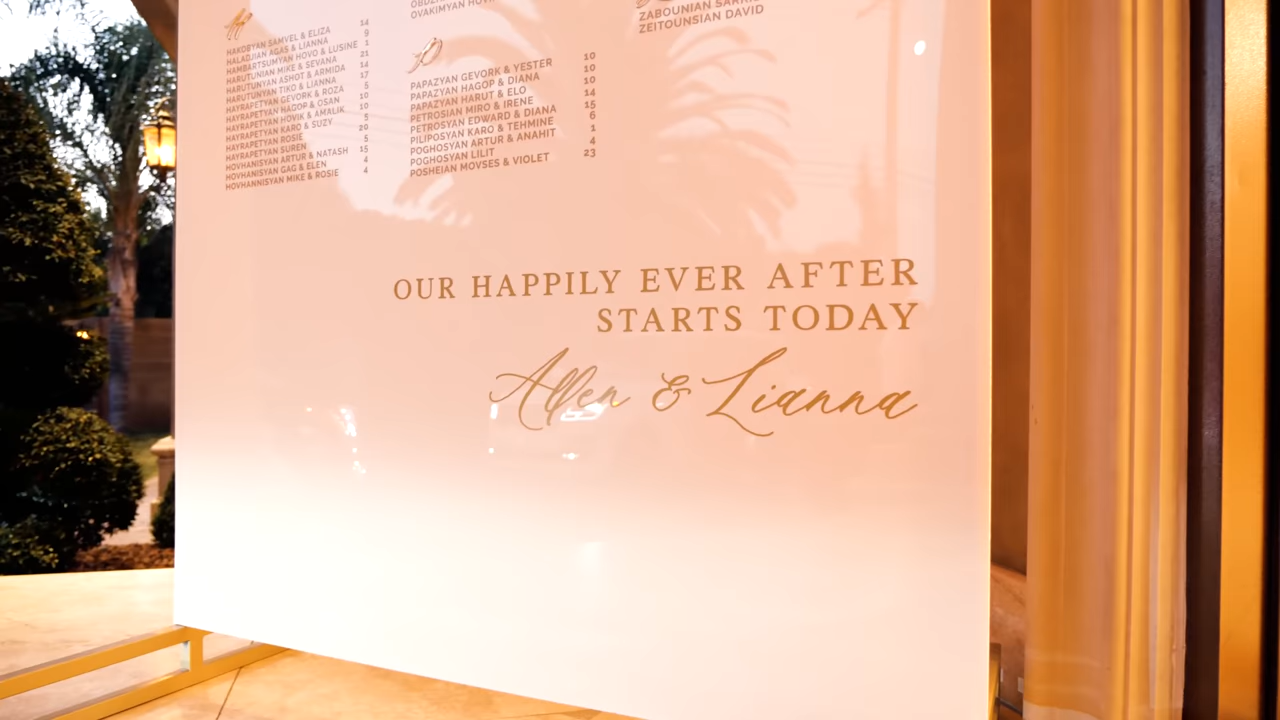 H
HAKOBYAN SAMVEL & ELIZA 14
HALADJIAN AGAS & LIANNA 9
HAMBARTSUMYAN HOVO & LUSINE 1
HARUTUNIAN MIKE & SEVANA 21
HARUTUNYAN ASHOT & ARMIDA 14
HARUTUNYAN TIKO & LIANNA 17
HAYRAPETYAN GEVORK & ROZA 5
HAYRAPETYAN HAGOP & OSAN 10
HAYRAPETYAN HOVIK & AMALIK 10
HAYRAPETYAN KARO & SUZY 5
HAYRAPETYAN ROSIE 20
HAYRAPETYAN SUREN 5
HOVHANISYAN ARTUR & NATASH 15
HOVHANISYAN GAG & ELEN 4
HOVHANNISYAN MIKE & ROSIE 4
OVAKIMYAN
P
PAPAZYAN GEVORK & YESTER 10
PAPAZYAN HAGOP & DIANA 10
PAPAZYAN HARUT & ELO 10
PETROSIAN MIRO & IRENE 14
PETROSYAN EDWARD & DIANA 15
PILIPOSYAN KARO & TEHMINE 6
POGHOSYAN ARTUR & ANAHIT 1
POGHOSYAN LILIT 4
POSHEIAN MOVSES & VIOLET 23
ZABOUNIAN
ZEITOUNSIAN DAVID
OUR HAPPILY EVER AFTER
STARTS TODAY
Allen & Lianna